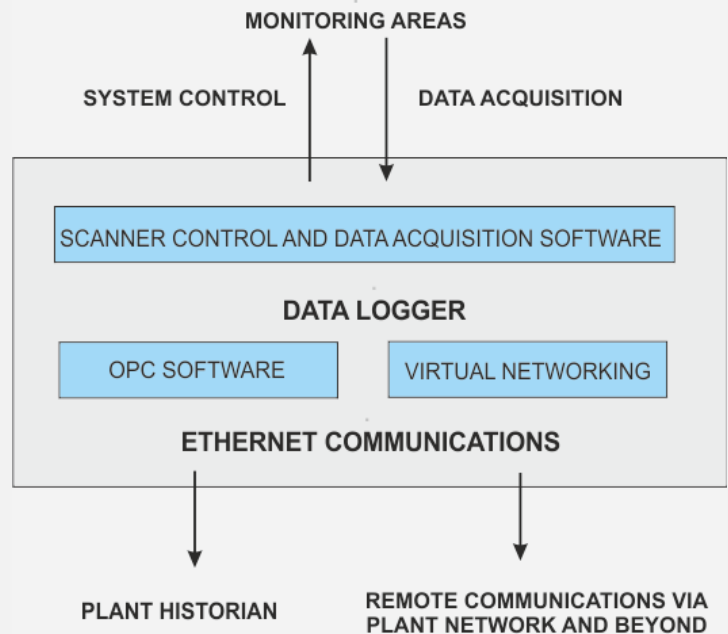 MONITORING AREAS
SYSTEM CONTROL
DATA ACQUISITION
SCANNER CONTROL AND DATA ACQUISITION SOFTWARE
DATA LOGGER
OPC SOFTWARE
VIRTUAL NETWORKING
ETHERNET COMMUNICATIONS
PLANT HISTORIAN
REMOTE COMMUNICATIONS VIA
PLANT NETWORK AND BEYOND